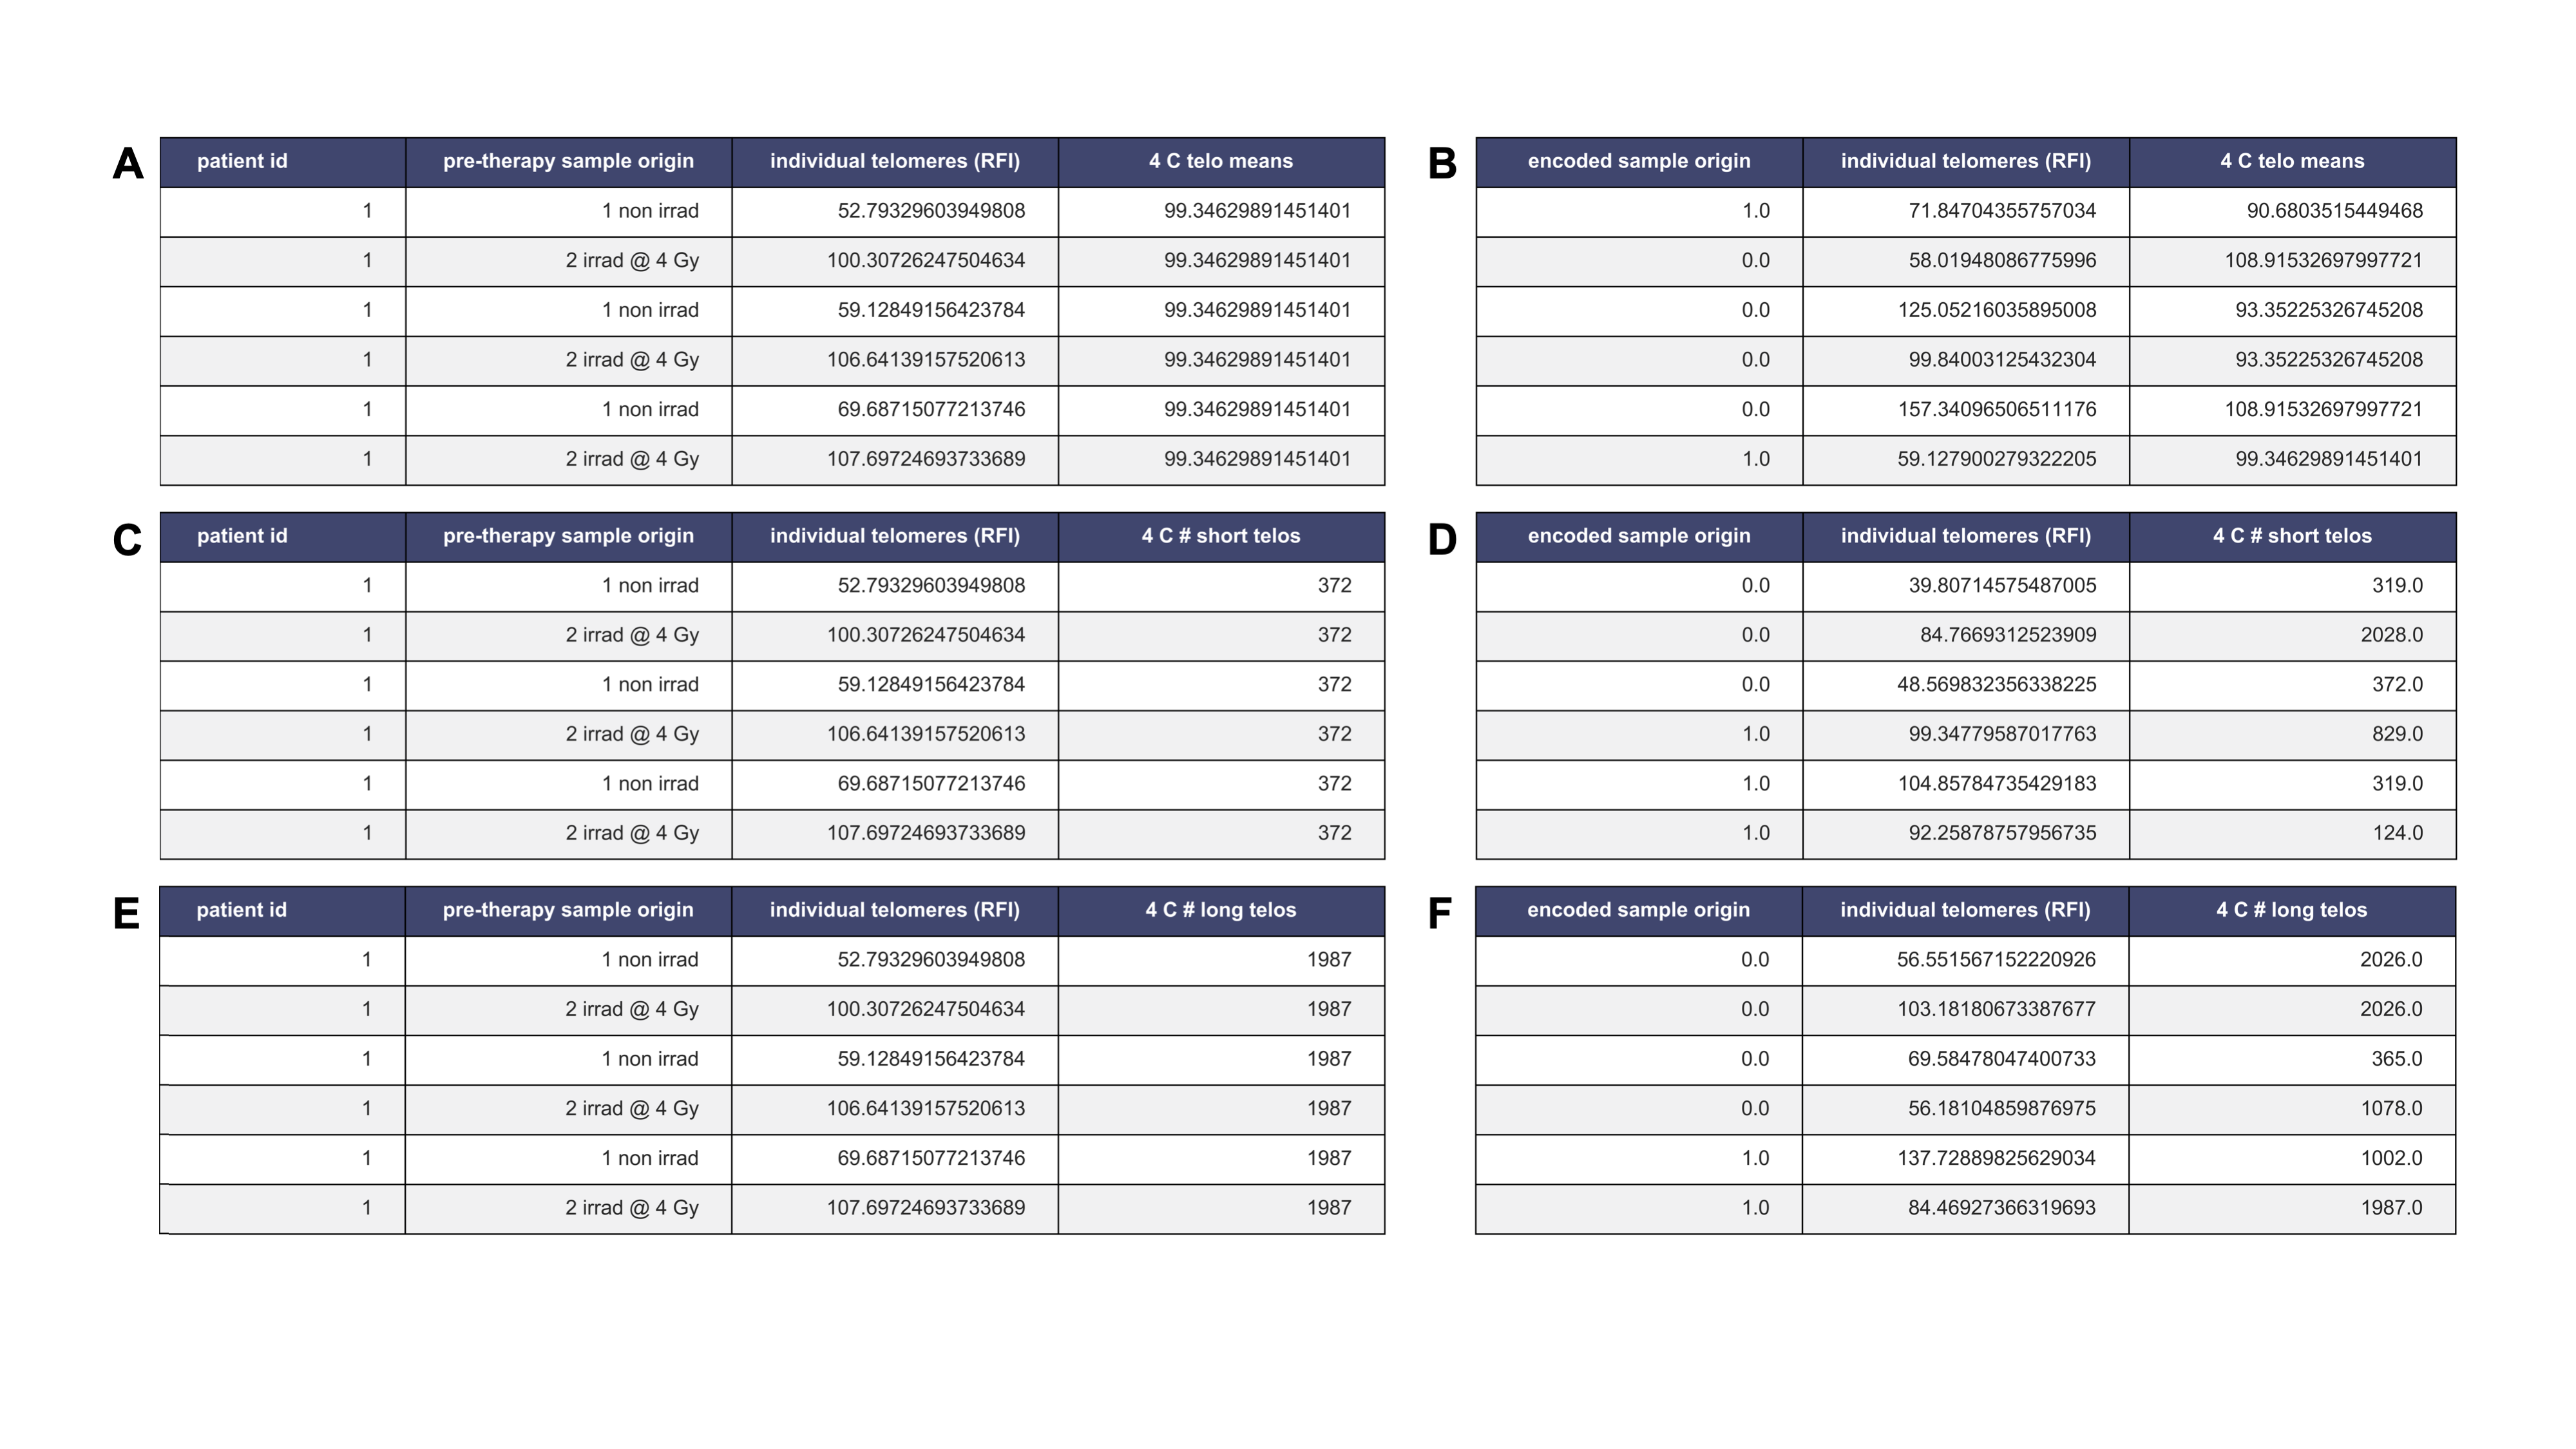 A
patient id pre-therapy sample origin individual telomeres (RFI) 4 C telo means
1 1 non irrad 52.79329603949808 99.34629891451401
1 2 irrad @ 4 Gy 100.30726247504634 99.34629891451401
1 1 non irrad 59.12849156423784 99.34629891451401
1 2 irrad @ 4 Gy 106.64139157520613 99.34629891451401
1 1 non irrad 69.68715077213746 99.34629891451401
1 2 irrad @ 4 Gy 107.69724693733689 99.34629891451401
B
encoded sample origin individual telomeres (RFI) 4 C telo means
1.0 71.84704355757034 90.6803515449468
0.0 58.01948086775996 108.91532697997721
0.0 125.05216035895008 93.35225326745208
0.0 99.84003125432304 93.35225326745208
0.0 157.34096506511176 108.91532697997721
1.0 59.127900279322205 99.34629891451401
C
patient id pre-therapy sample origin individual telomeres (RFI) 4 C # short telos
1 1 non irrad 52.79329603949808 372
1 2 irrad @ 4 Gy 100.30726247504634 372
1 1 non irrad 59.12849156423784 372
1 2 irrad @ 4 Gy 106.64139157520613 372
1 1 non irrad 69.68715077213746 372
1 2 irrad @ 4 Gy 107.69724693733689 372
D
encoded sample origin individual telomeres (RFI) 4 C # short telos
0.0 39.80714575487005 319.0
0.0 84.7669312523909 2028.0
0.0 48.569832356338225 372.0
1.0 99.34779587017763 829.0
1.0 104.85784735429183 319.0
1.0 92.25878757956735 124.0
E
patient id pre-therapy sample origin individual telomeres (RFI) 4 C # long telos
1 1 non irrad 52.79329603949808 1987
1 2 irrad @ 4 Gy 100.30726247504634 1987
1 1 non irrad 59.12849156423784 1987
1 2 irrad @ 4 Gy 106.64139157520613 1987
1 1 non irrad 69.68715077213746 1987
1 2 irrad @ 4 Gy 107.69724693733689 1987
F
encoded sample origin individual telomeres (RFI) 4 C # long telos
0.0 56.551567152220926 2026.0
0.0 103.18180673387677 2026.0
0.0 69.58478047400733 365.0
0.0 56.18104859876975 1078.0
1.0 137.72889825629034 1002.0
1.0 84.46927366319693 1987.0